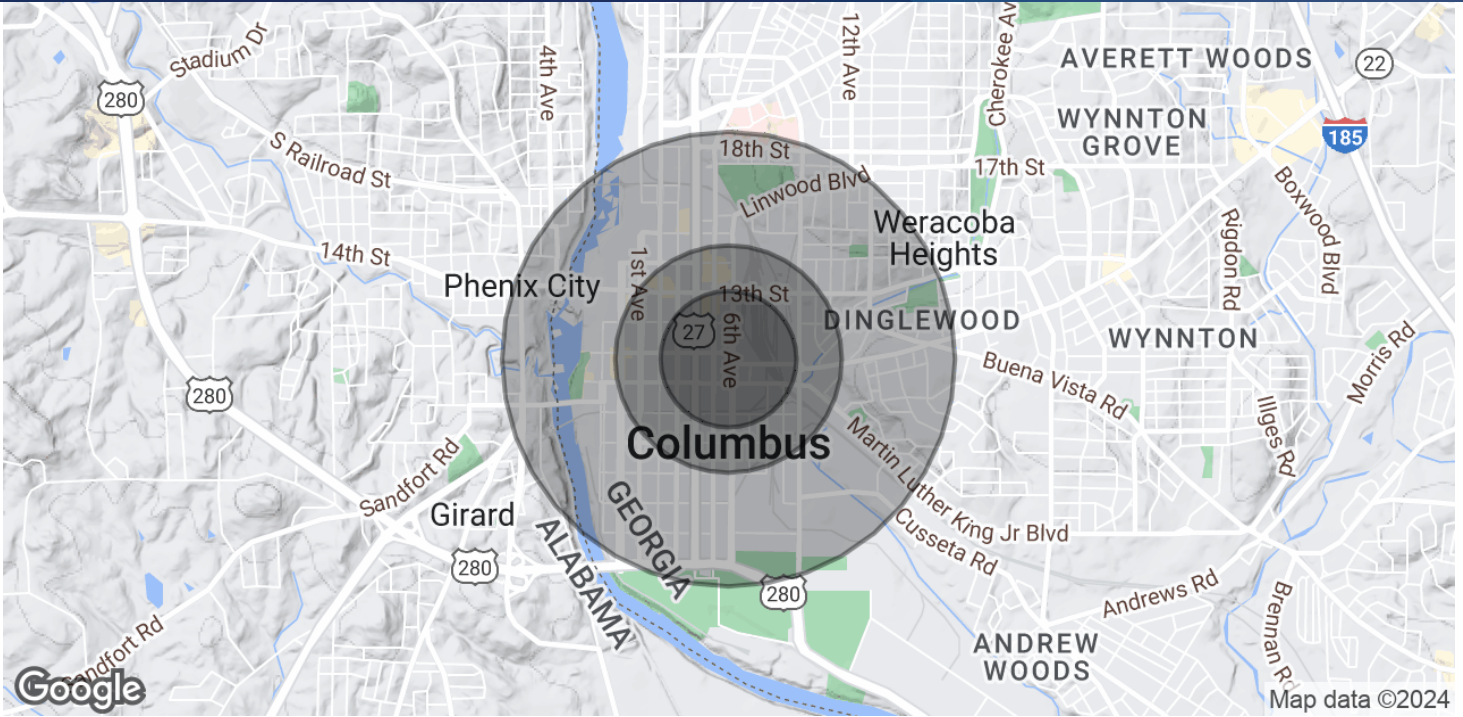 Stadium Dr
280
4th Ave
12th Ave
Cherokee Av
AVERETT WOODS
22
WYNNTON
GROVE
185
S Railroad St
18th St
17th St
Linwood Blvd
Boxwood Blvd
Rigdon Rd
Weracoba
Heights
14th St
1st Ave
Phenix City
13th St
27
6th Ave
DINGLEWOOD
WYNNTON
Morris Rd
280
Buena Vista Rd
Illges Rd
Columbus
Martin Luther King Jr Blvd
Sandfort Rd
Girard
GEORGIA
ALABAMA
Cusseta Rd
280
280
Andrews Rd
Brennan Rd
ANDREW
WOODS
Sandfort Rd
Google
Map data ©2024